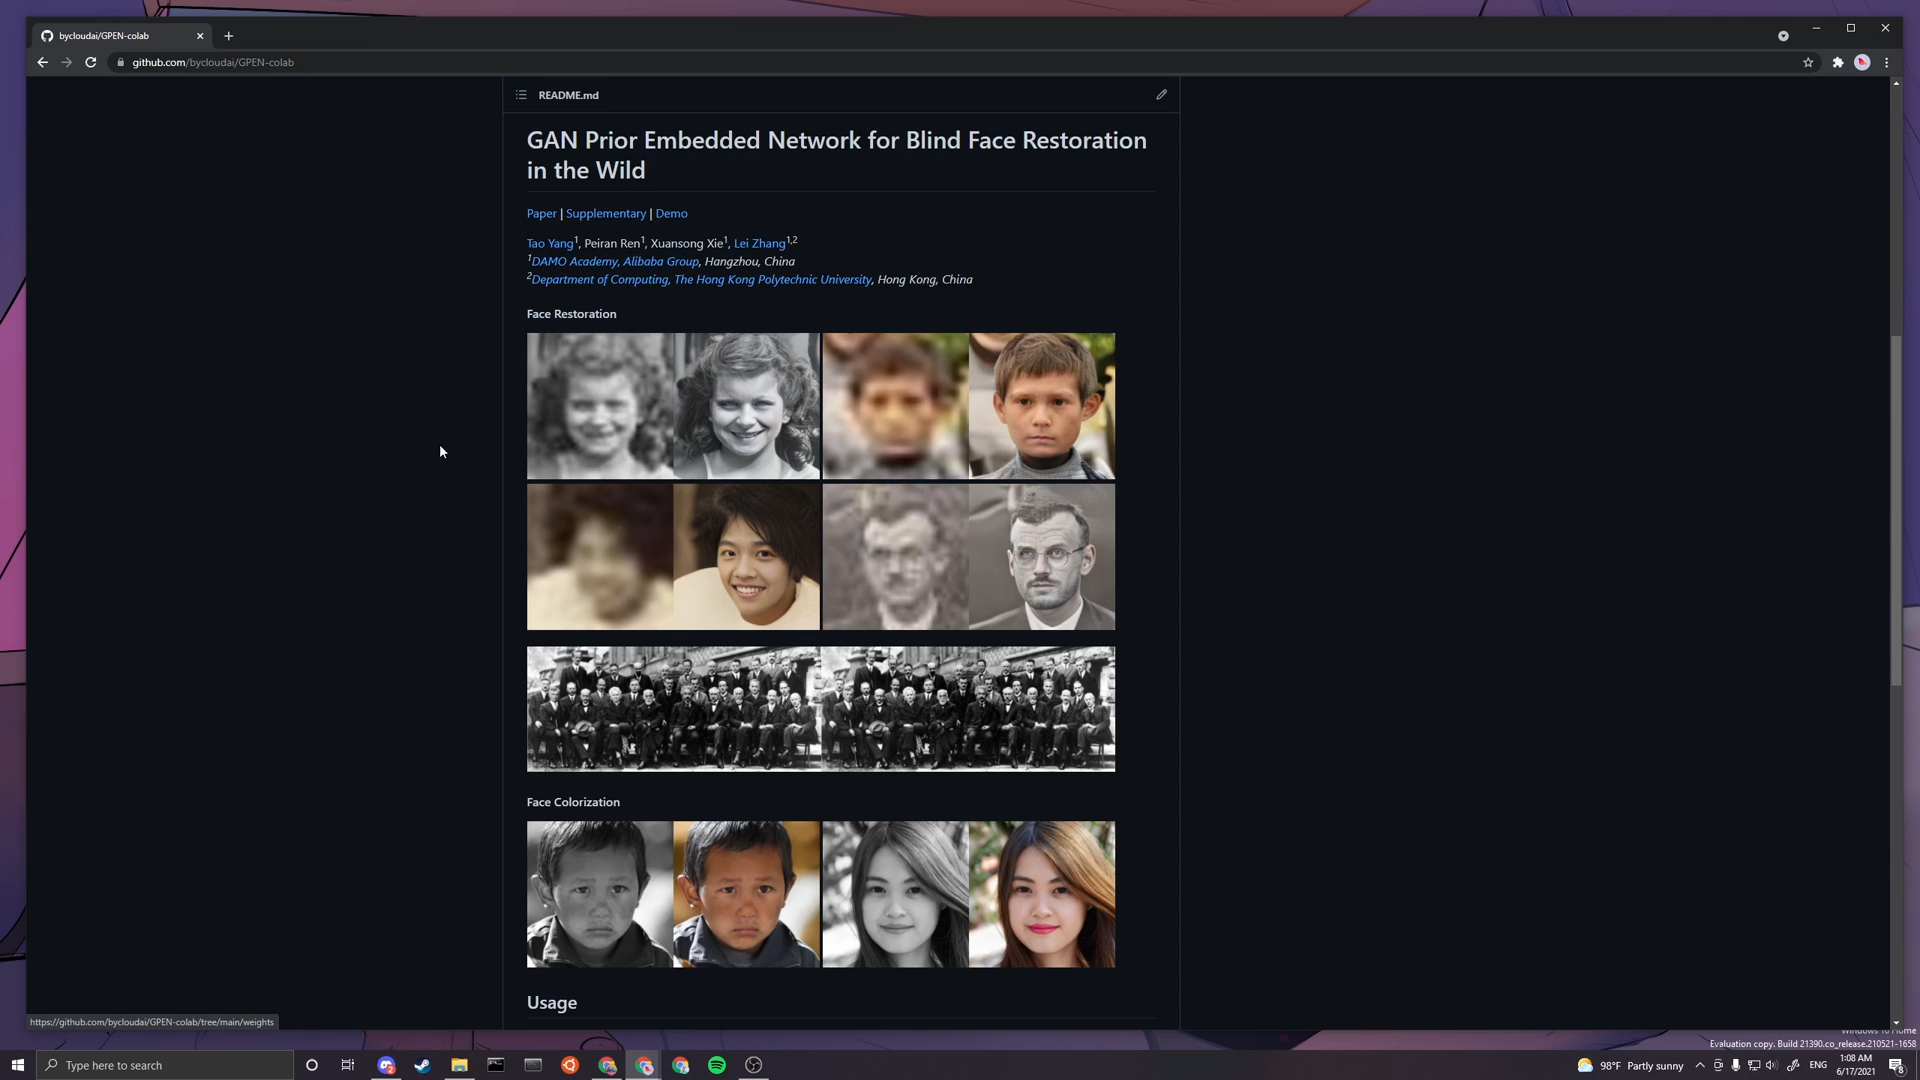 bycloudai/GPEN-colab
github.com/bycloudai/GPEN-colab
README.md
GAN Prior Embedded Network for Blind Face Restoration
in the Wild
Paper | Supplementary | Demo
Tao Yang1, Peiran Ren1, Xuansong Xie1, Lei Zhang1,2
1DAMO Academy, Alibaba Group, Hangzhou, China
2Department of Computing, The Hong Kong Polytechnic University, Hong Kong, China
Face Restoration
Face Colorization
Usage
https://github.com/bycloudai/GPEN-colab/tree/main/weights
Windows 10 Home
Evaluation copy. Build 21390.co_release.210521-1658
Type here to search
98°F Partly sunny
ENG
1:08 AM
6/17/2021
8